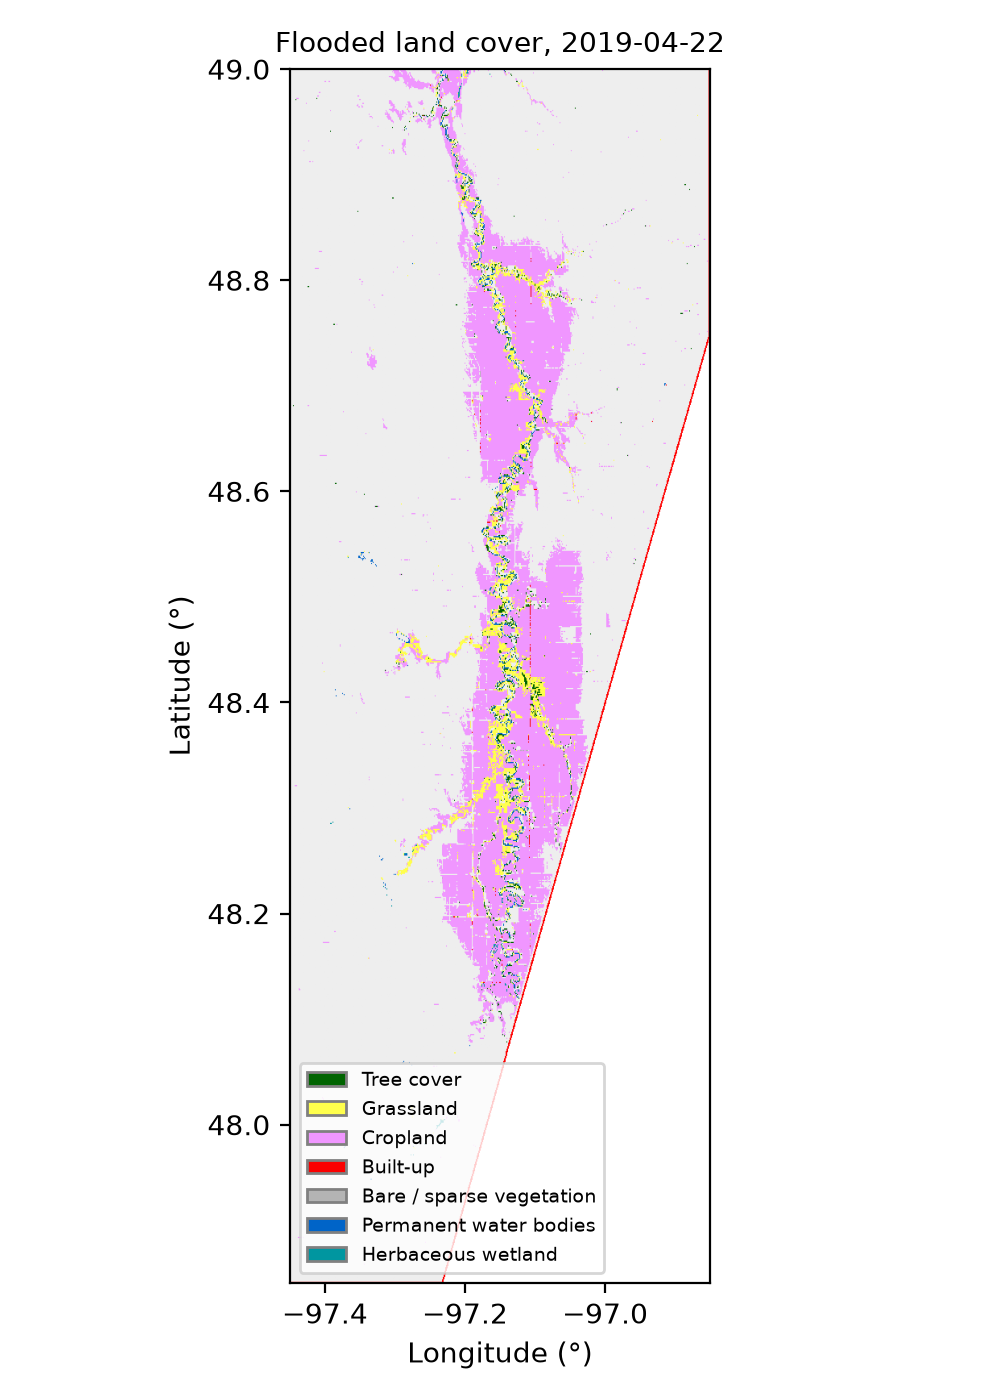 Flooded land cover, 2019-04-22
49.0
48.8
48.6
48.4
48.2
48.0
Latitude (°)
Tree cover
Grassland
Cropland
Built-up
Bare / sparse vegetation
Permanent water bodies
Herbaceous wetland
−97.4 −97.2 −97.0
Longitude (°)